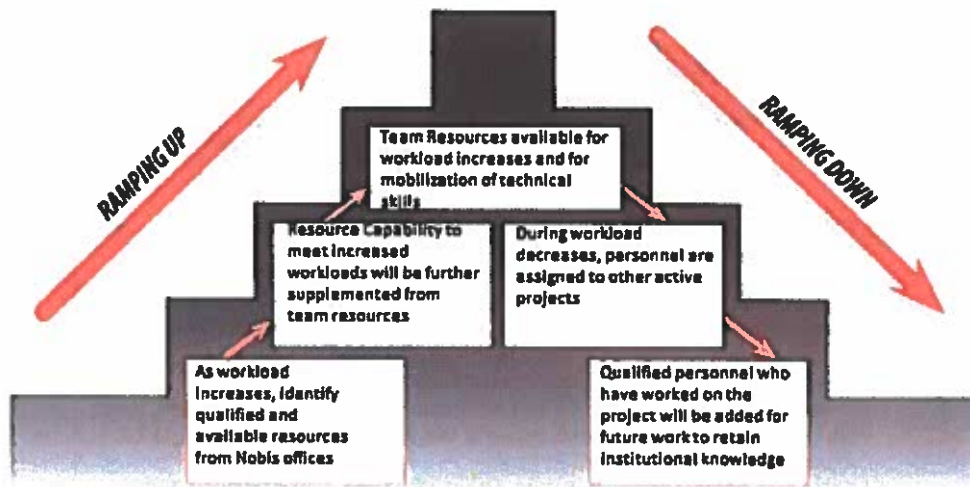 RAMPING UP
RAMPING DOWN
Team Resources available for
workload increases and for
mobilization of technical
skills
Resource Capability to
meet increased
workloads will be further
supplemented from
team resources
During workload
decreases, personnel are
assigned to other active
projects
As workload
increases, identify
qualified and
available resources
from Nobis offices
Qualified personnel who
have worked on the
project will be added for
future work to retain
institutional knowledge